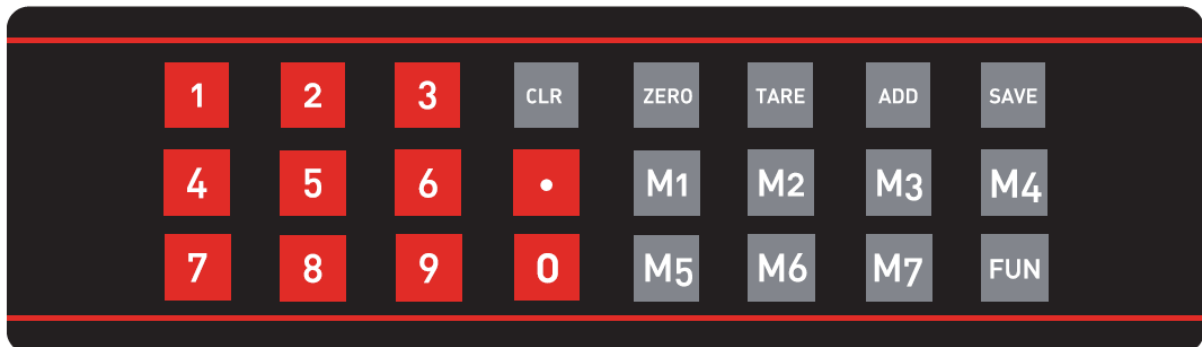 1 2 3 CLR ZERO TARE ADD SAVE
4 5 6 . M1 M2 M3 M4
7 8 9 0 M5 M6 M7 FUN